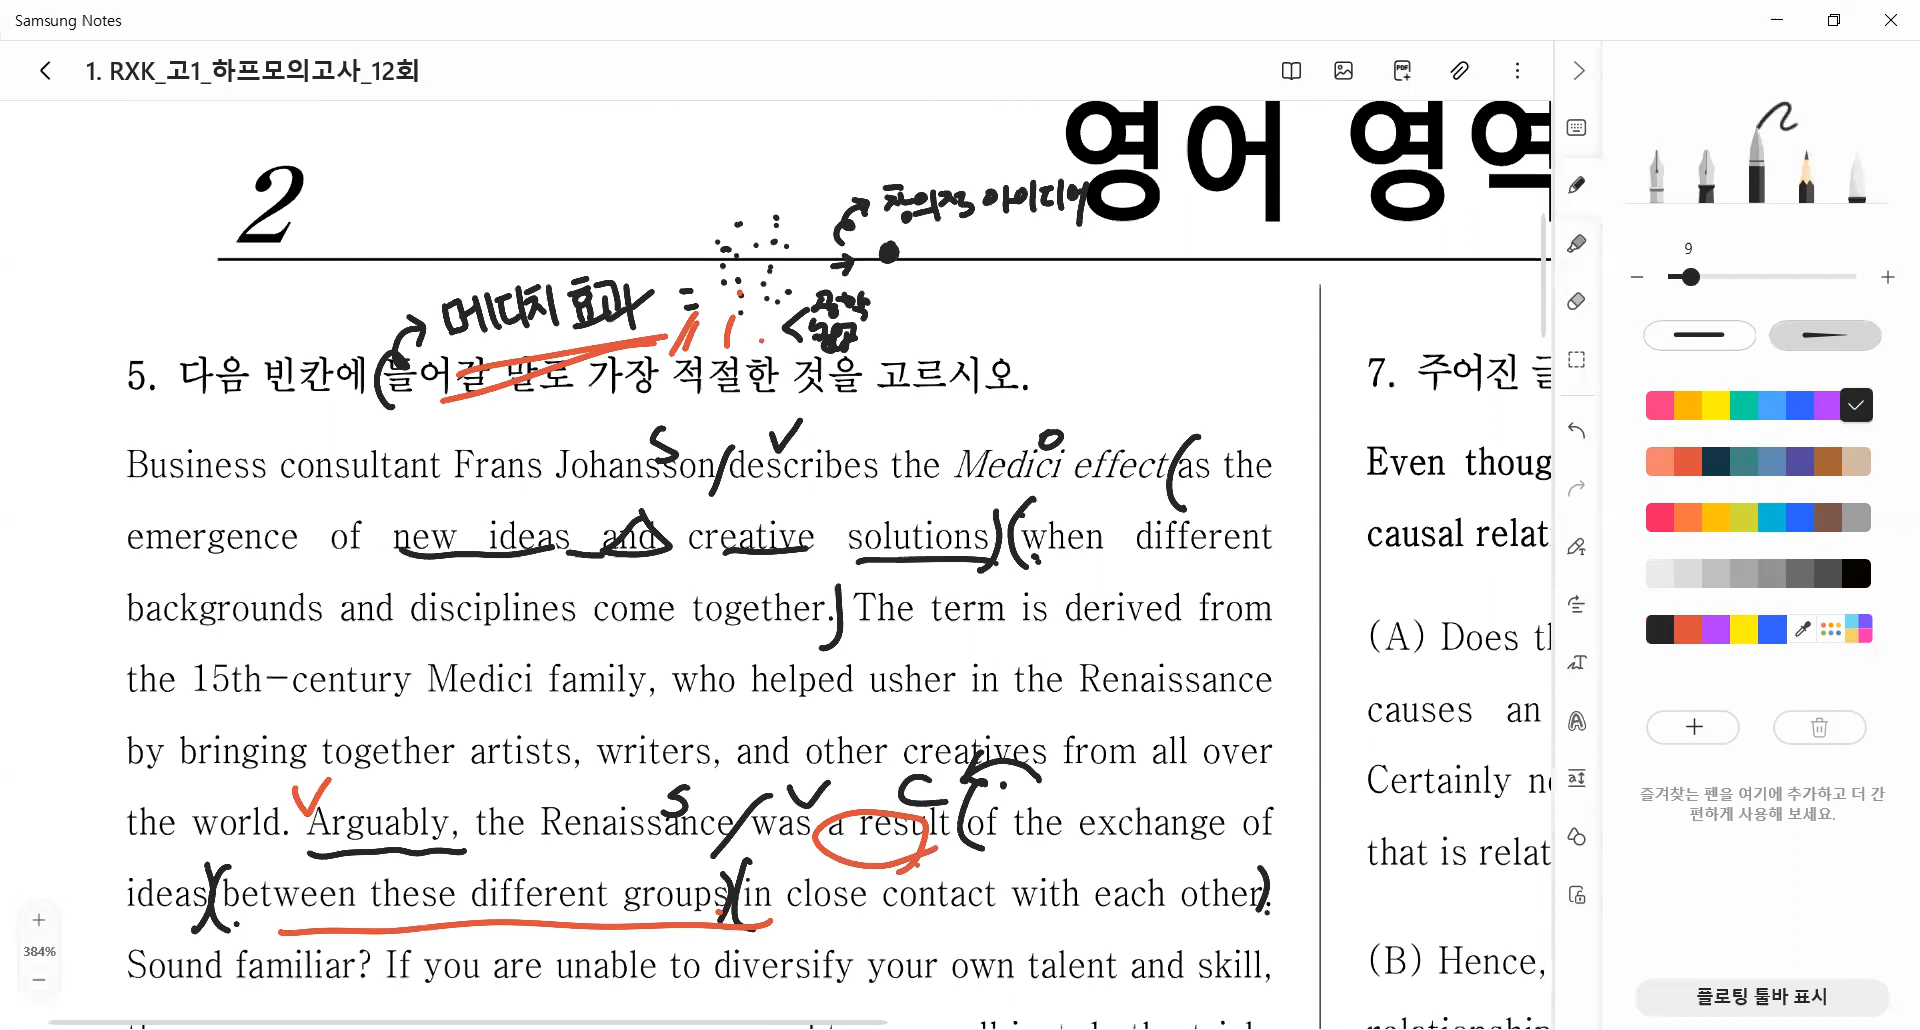 Samsung Notes
1. RXK_고1_하프모의고사_12회
영어 영역
2
창의적 아이디어
메디치 효과 =
5. 다음 빈칸에 들어갈 말로 가장 적절한 것을 고르시오.
S V O
Business consultant Frans Johansson describes the Medici effect as the
emergence of new ideas and creative solutions when different
backgrounds and disciplines come together. The term is derived from
the 15th-century Medici family, who helped usher in the Renaissance
by bringing together artists, writers, and other creatives from all over
S V C
the world. Arguably, the Renaissance was a result of the exchange of
ideas between these different groups in close contact with each other.
Sound familiar? If you are unable to diversify your own talent and skill,
7. 주어진 글
Even thoug
causal relat
(A) Does th
causes an
Certainly no
that is relat
(B) Hence,
relationship
9
즐겨찾는 펜을 여기에 추가하고 더 간
편하게 사용해 보세요.
플로팅 툴바 표시
384%